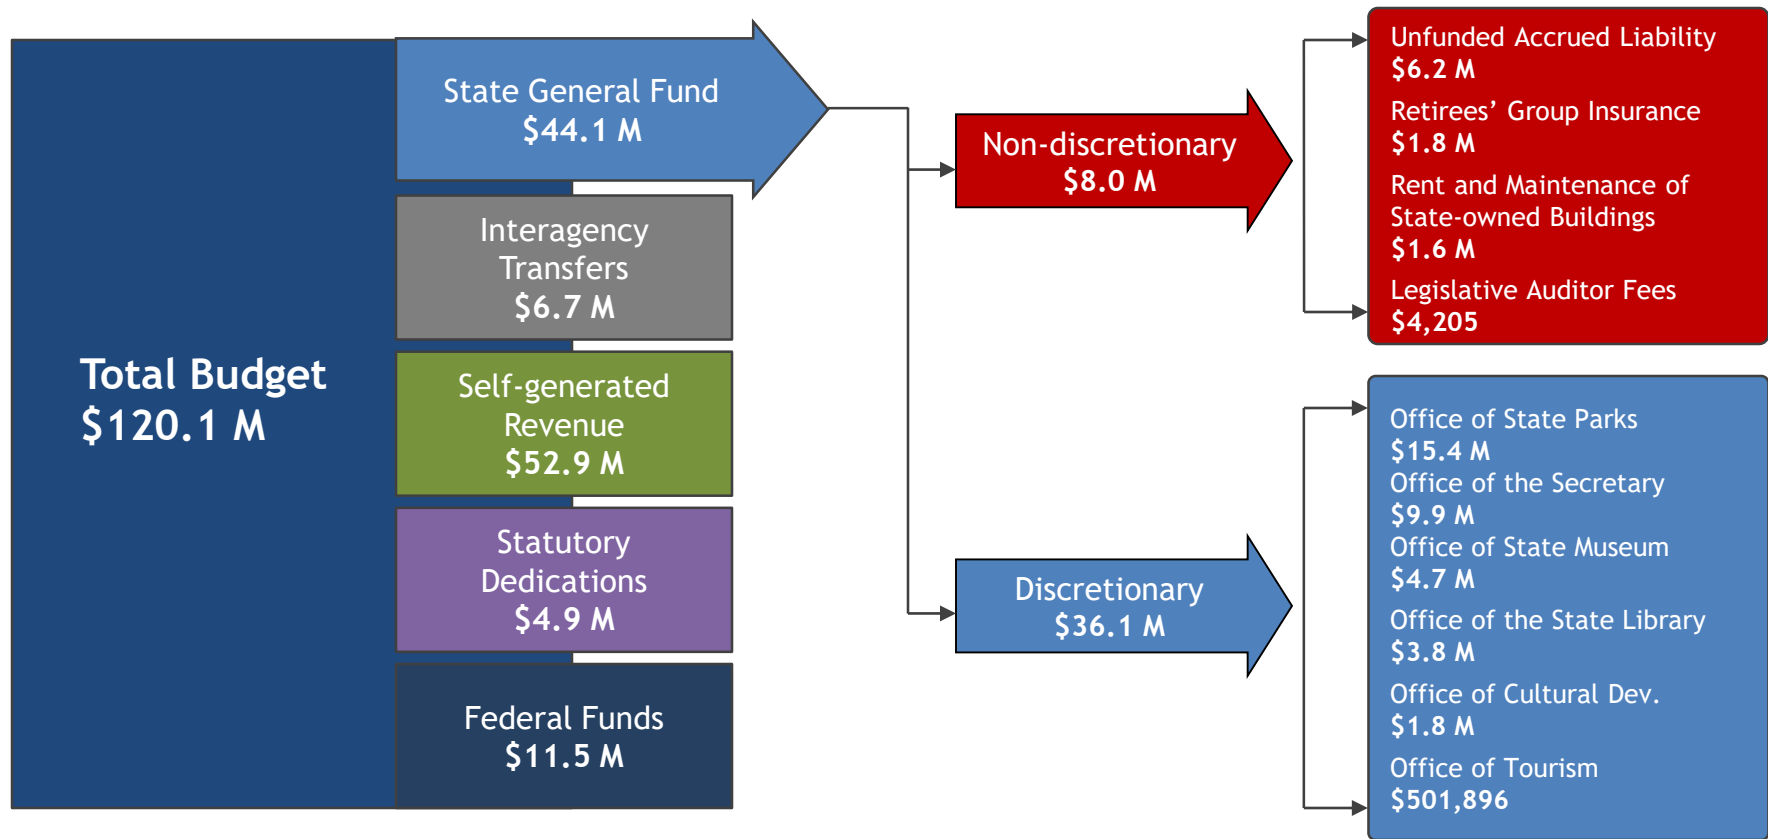 Total Budget
$120.1 M
State General Fund
$44.1 M
Interagency
Transfers
$6.7 M
Self-generated
Revenue
$52.9 M
Statutory
Dedications
$4.9 M
Federal Funds
$11.5 M
Non-discretionary
$8.0 M
Discretionary
$36.1 M
Unfunded Accrued Liability
$6.2 M
Retirees’ Group Insurance
$1.8 M
Rent and Maintenance of
State-owned Buildings
$1.6 M
Legislative Auditor Fees
$4,205
Office of State Parks
$15.4 M
Office of the Secretary
$9.9 M
Office of State Museum
$4.7 M
Office of the State Library
$3.8 M
Office of Cultural Dev.
$1.8 M
Office of Tourism
$501,896